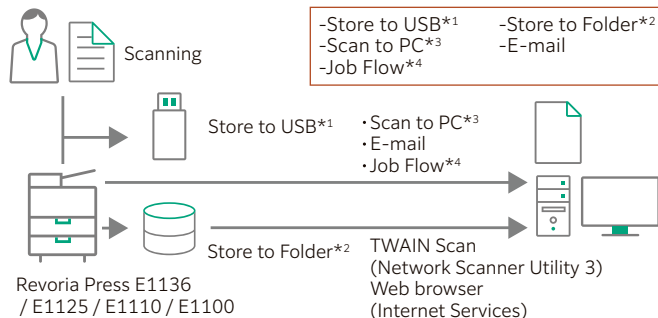 Scanning
-Store to USB*1 -Store to Folder*2
-Scan to PC*3 -E-mail
-Job Flow*4
Store to USB*1
・Scan to PC*3
・E-mail
・Job Flow*4
Store to Folder*2
TWAIN Scan
(Network Scanner Utility 3)
Web browser
(Internet Services)
Revoria Press E1136
/ E1125 / E1110 / E1100